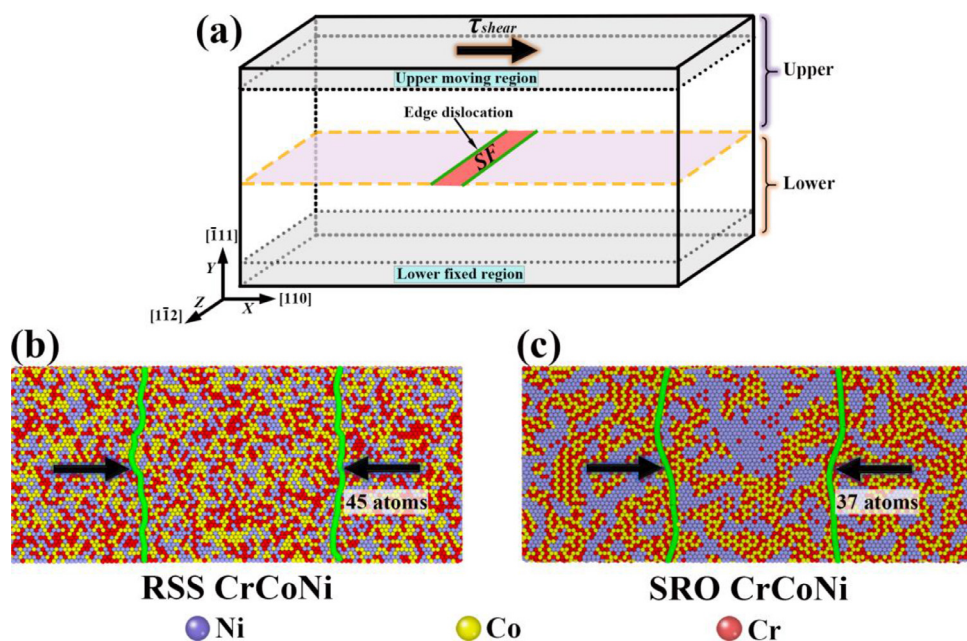 (a)
τshear
Upper moving region
Upper
Edge dislocation
SF
Lower
[1̄11]
Y
Lower fixed region
Z
X
[110]
[11̄2]
(b)
(c)
45 atoms
37 atoms
RSS CrCoNi
SRO CrCoNi
Ni
Co
Cr